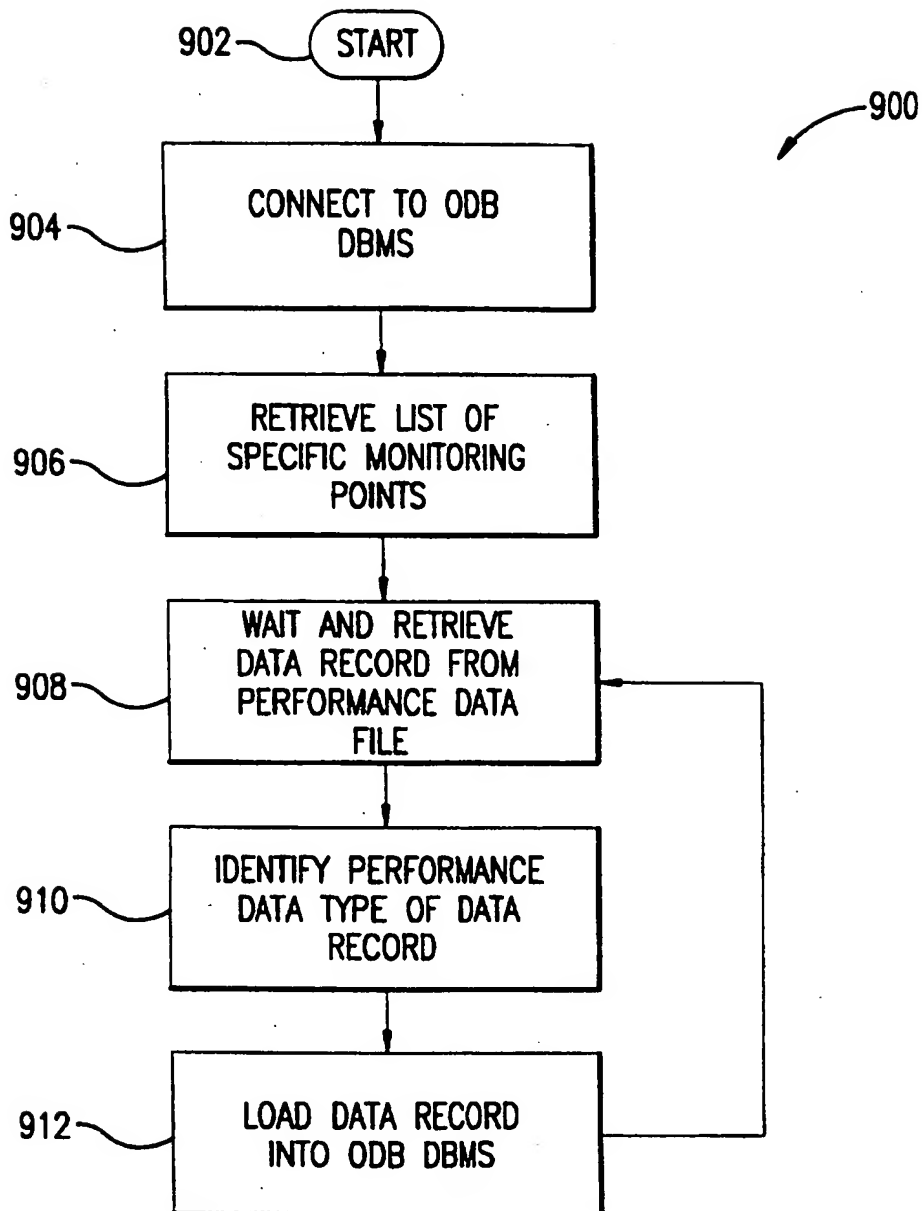 902
START
900
904
CONNECT TO ODB
DBMS
906
RETRIEVE LIST OF
SPECIFIC MONITORING
POINTS
908
WAIT AND RETRIEVE
DATA RECORD FROM
PERFORMANCE DATA
FILE
910
IDENTIFY PERFORMANCE
DATA TYPE OF DATA
RECORD
912
LOAD DATA RECORD
INTO ODB DBMS